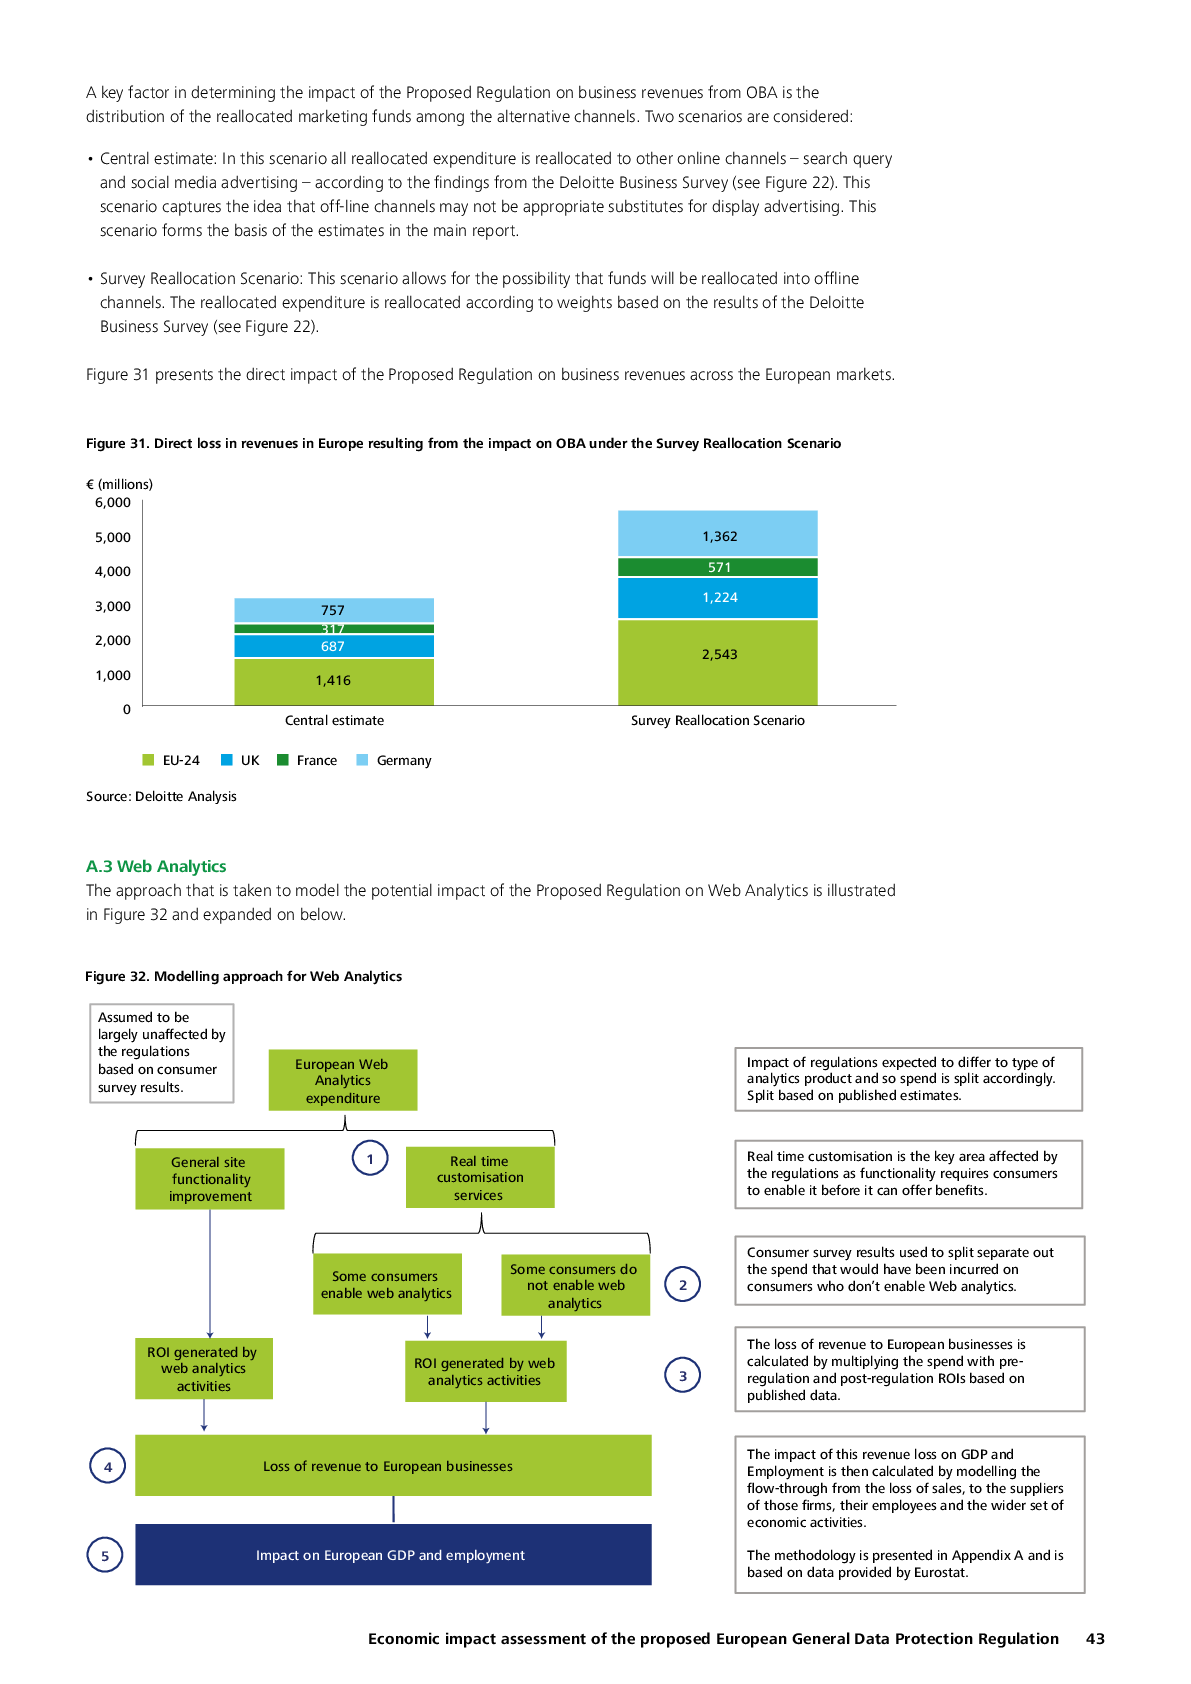 A key factor in determining the impact of the Proposed Regulation on business revenues from OBA is the
distribution of the reallocated marketing funds among the alternative channels. Two scenarios are considered:
• Central estimate: In this scenario all reallocated expenditure is reallocated to other online channels – search query
and social media advertising – according to the findings from the Deloitte Business Survey (see Figure 22). This
scenario captures the idea that off-line channels may not be appropriate substitutes for display advertising. This
scenario forms the basis of the estimates in the main report.
• Survey Reallocation Scenario: This scenario allows for the possibility that funds will be reallocated into offline
channels. The reallocated expenditure is reallocated according to weights based on the results of the Deloitte
Business Survey (see Figure 22).
Figure 31 presents the direct impact of the Proposed Regulation on business revenues across the European markets.
Figure 31. Direct loss in revenues in Europe resulting from the impact on OBA under the Survey Reallocation Scenario
€ (millions)
6,000
5,000
4,000
3,000
2,000
1,000
0
757
317
687
1,416
1,362
571
1,224
2,543
Central estimate
Survey Reallocation Scenario
EU-24 UK France Germany
Source: Deloitte Analysis
A.3 Web Analytics
The approach that is taken to model the potential impact of the Proposed Regulation on Web Analytics is illustrated
in Figure 32 and expanded on below.
Figure 32. Modelling approach for Web Analytics
Assumed to be
largely unaffected by
the regulations
based on consumer
survey results.
European Web
Analytics
expenditure
Impact of regulations expected to differ to type of
analytics product and so spend is split accordingly.
Split based on published estimates.
General site
functionality
improvement
1
Real time
customisation
services
Real time customisation is the key area affected by
the regulations as functionality requires consumers
to enable it before it can offer benefits.
Some consumers
enable web analytics
Some consumers do
not enable web
analytics
2
Consumer survey results used to split separate out
the spend that would have been incurred on
consumers who don't enable Web analytics.
ROI generated by
web analytics
activities
ROI generated by web
analytics activities
3
The loss of revenue to European businesses is
calculated by multiplying the spend with pre-
regulation and post-regulation ROIs based on
published data.
4
Loss of revenue to European businesses
The impact of this revenue loss on GDP and
Employment is then calculated by modelling the
flow-through from the loss of sales, to the suppliers
of those firms, their employees and the wider set of
economic activities.
5
Impact on European GDP and employment
The methodology is presented in Appendix A and is
based on data provided by Eurostat.
Economic impact assessment of the proposed European General Data Protection Regulation 43